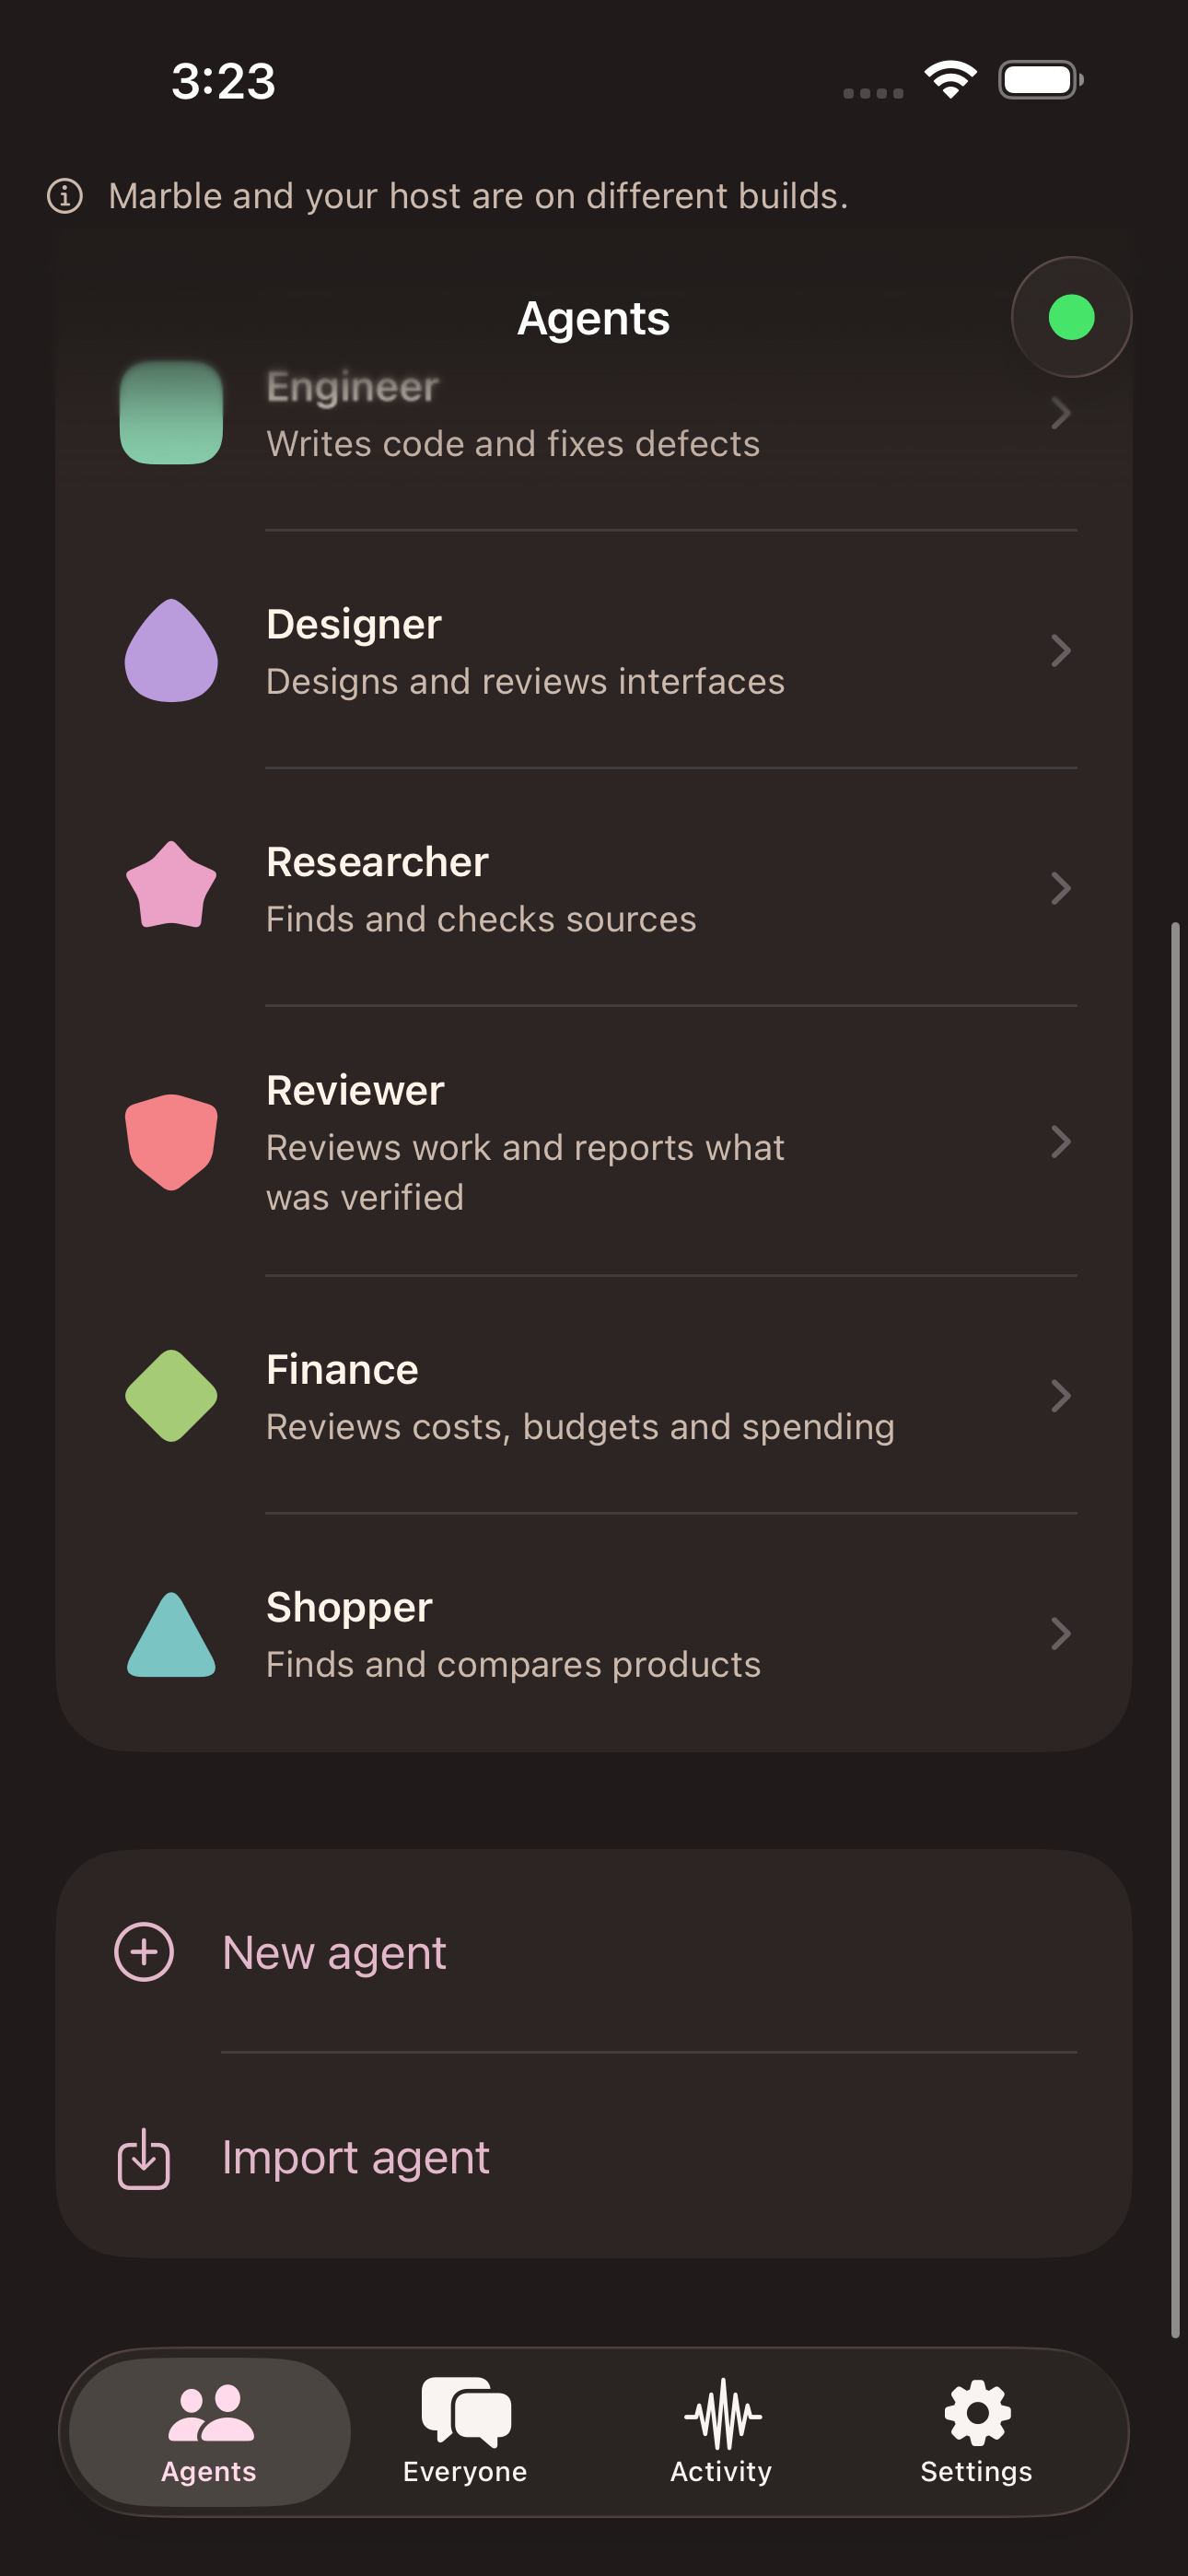 3:23
Marble and your host are on different builds.
Agents
Engineer
Writes code and fixes defects
Designer
Designs and reviews interfaces
Researcher
Finds and checks sources
Reviewer
Reviews work and reports what
was verified
Finance
Reviews costs, budgets and spending
Shopper
Finds and compares products
New agent
Import agent
Agents
Everyone
Activity
Settings